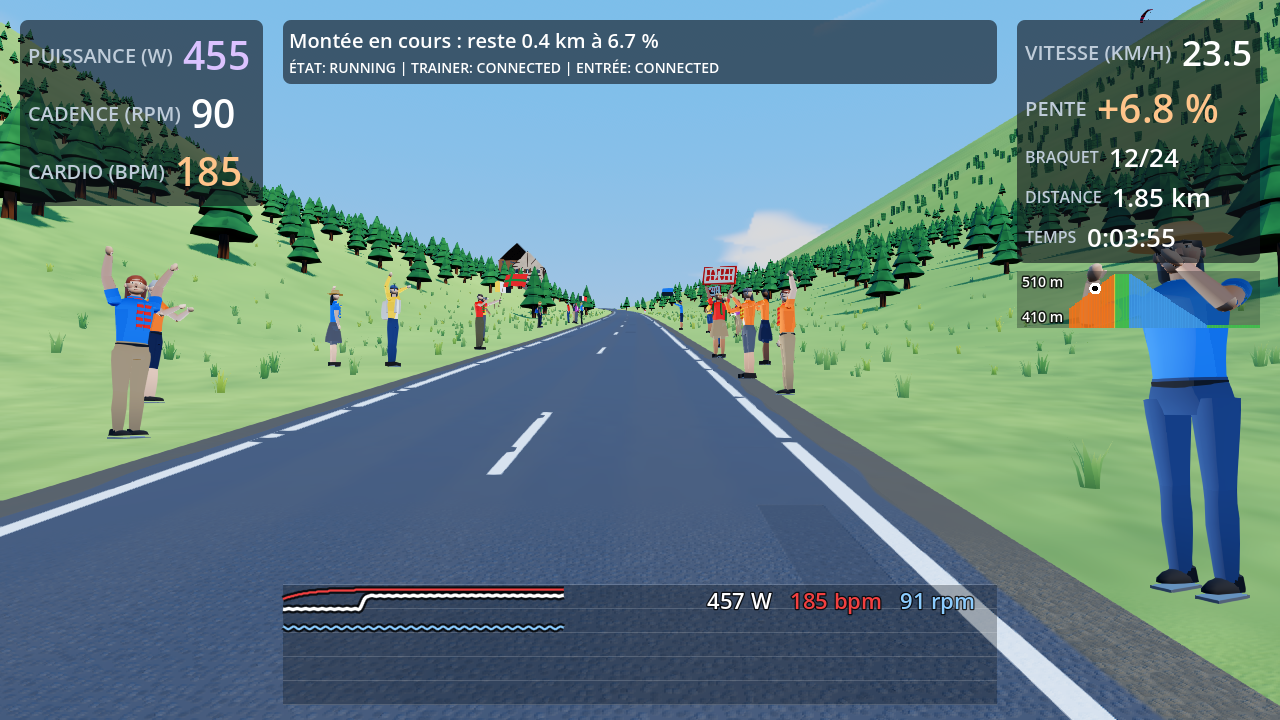 PUISSANCE (W) 455
CADENCE (RPM) 90
CARDIO (BPM) 185
Montée en cours : reste 0.4 km à 6.7 %
ÉTAT: RUNNING | TRAINER: CONNECTED | ENTRÉE: CONNECTED
VITESSE (KM/H) 23.5
PENTE +6.8 %
BRAQUET 12/24
DISTANCE 1.85 km
TEMPS 0:03:55
510 m
410 m
457 W 185 bpm 91 rpm